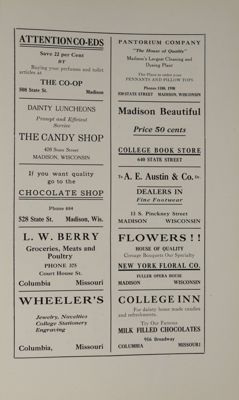 ATTENTION CO-EDS
Save 22 per Cent
BY
Buying your perfumes and toilet
articles at
THE CO-OP
508 State St. Madison
DAINTY LUNCHEONS
Prompt and Efficient
Service
THE CANDY SHOP
426 State Street
MADISON, WISCONSIN
If you want quality
go to the
CHOCOLATE SHOP
Phone 484
528 State St. Madison, Wis.
L. W. BERRY
Groceries, Meats and
Poultry
PHONE 375
Court House St.
Columbia Missouri
WHEELER'S
Jewelry, Novelties
College Stationery
Engraving
Columbia, Missouri
PANTORIUM COMPANY
"The House of Quality"
Madison's Largest Cleaning and
Dyeing Plant
The Place to order your
PENNANTS AND PILLOW TOPS
Phones 1180, 1598
STATE STREET MADISON, WISCONSIN
Madison Beautiful
Price 50 cents
COLLEGE BOOK STORE
640 STATE STREET
To A. E. Austin & Co. Or
DEALERS IN
Fine Footwear
13 S. Pinckney Street
MADISON WISCONSIN
FLOWERS!!
HOUSE OF QUALITY
Corsage Bouquets Our Specialty
NEW YORK FLORAL CO.
FULLER OPERA HOUSE
MADISON WISCONSIN
COLLEGE INN
For dainty home made candies
and refreshments.
Try Our Famous
MILK FILLED CHOCOLATES
916 Broadway
COLUMBIA MISSOURI